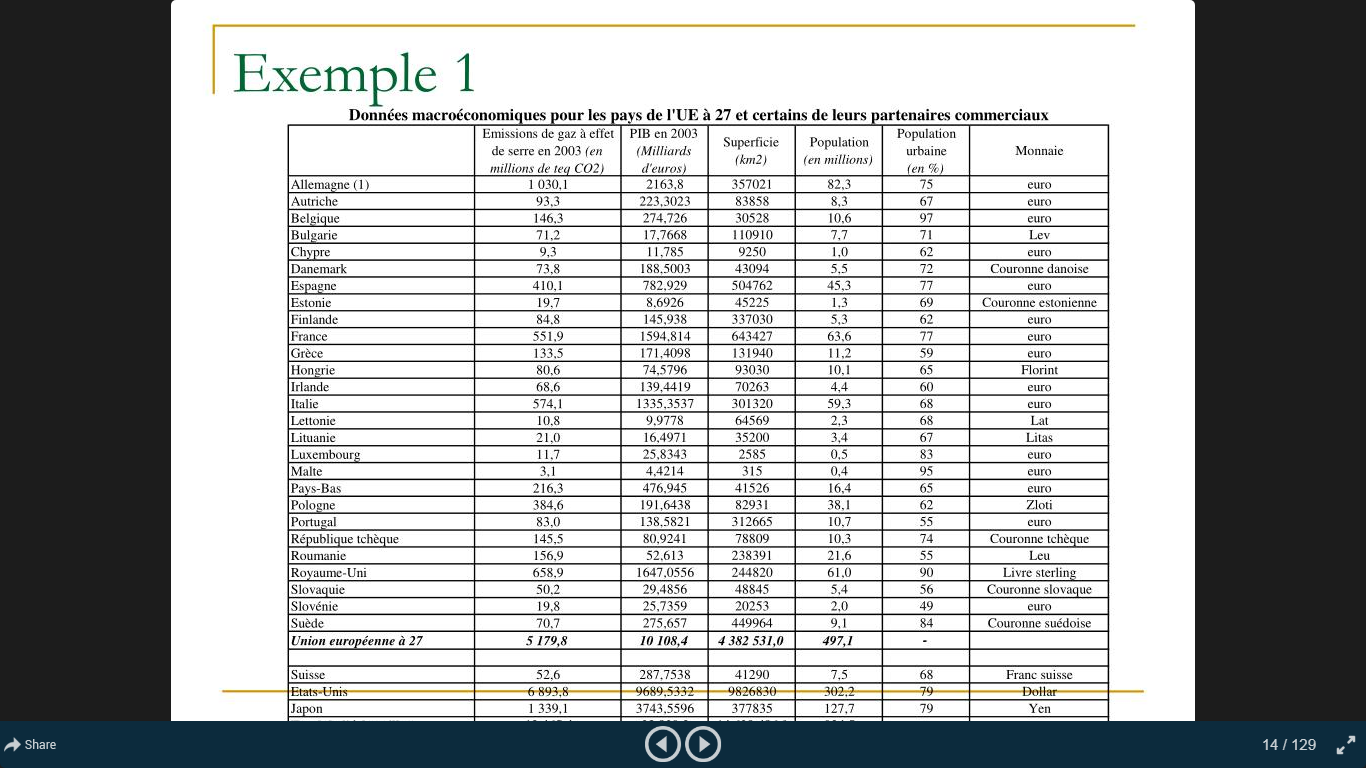 Exemple 1
Données macroéconomiques pour les pays de l'UE à 27 et certains de leurs partenaires commerciaux
Emissions de gaz à effet de serre en 2003 (en millions de teq CO2) PIB en 2003 (Milliards d'euros) Superficie (km2) Population (en millions) Population urbaine (en %) Monnaie
Allemagne (1) 1 030,1 2163,8 357021 82,3 75 euro
Autriche 93,3 223,3023 83858 8,3 67 euro
Belgique 146,3 274,726 30528 10,6 97 euro
Bulgarie 71,2 17,7668 110910 7,7 71 Lev
Chypre 9,3 11,785 9250 1,0 62 euro
Danemark 73,8 188,5003 43094 5,5 72 Couronne danoise
Espagne 410,1 782,929 504762 45,3 77 euro
Estonie 19,7 8,6926 45225 1,3 69 Couronne estonienne
Finlande 84,8 145,938 337030 5,3 62 euro
France 551,9 1594,814 643427 63,6 77 euro
Grèce 133,5 171,4098 131940 11,2 59 euro
Hongrie 80,6 74,5796 93030 10,1 65 Florint
Irlande 68,6 139,4419 70263 4,4 60 euro
Italie 574,1 1335,3537 301320 59,3 68 euro
Lettonie 10,8 9,9778 64569 2,3 68 Lat
Lituanie 21,0 16,4971 35200 3,4 67 Litas
Luxembourg 11,7 25,8343 2585 0,5 83 euro
Malte 3,1 4,4214 315 0,4 95 euro
Pays-Bas 216,3 476,945 41526 16,4 65 euro
Pologne 384,6 191,6438 82931 38,1 62 Zloti
Portugal 83,0 138,5821 312665 10,7 55 euro
République tchèque 145,5 80,9241 78809 10,3 74 Couronne tchèque
Roumanie 156,9 52,613 238391 21,6 55 Leu
Royaume-Uni 658,9 1647,0556 244820 61,0 90 Livre sterling
Slovaquie 50,2 29,4856 48845 5,4 56 Couronne slovaque
Slovénie 19,8 25,7359 20253 2,0 49 euro
Suède 70,7 275,657 449964 9,1 84 Couronne suédoise
Union européenne à 27 5 179,8 10 108,4 4 382 531,0 497,1 -
Suisse 52,6 287,7538 41290 7,5 68 Franc suisse
Etats-Unis 6 893,8 9689,5332 9826830 302,2 79 Dollar
Japon 1 339,1 3743,5596 377835 127,7 79 Yen
Share 14 / 129